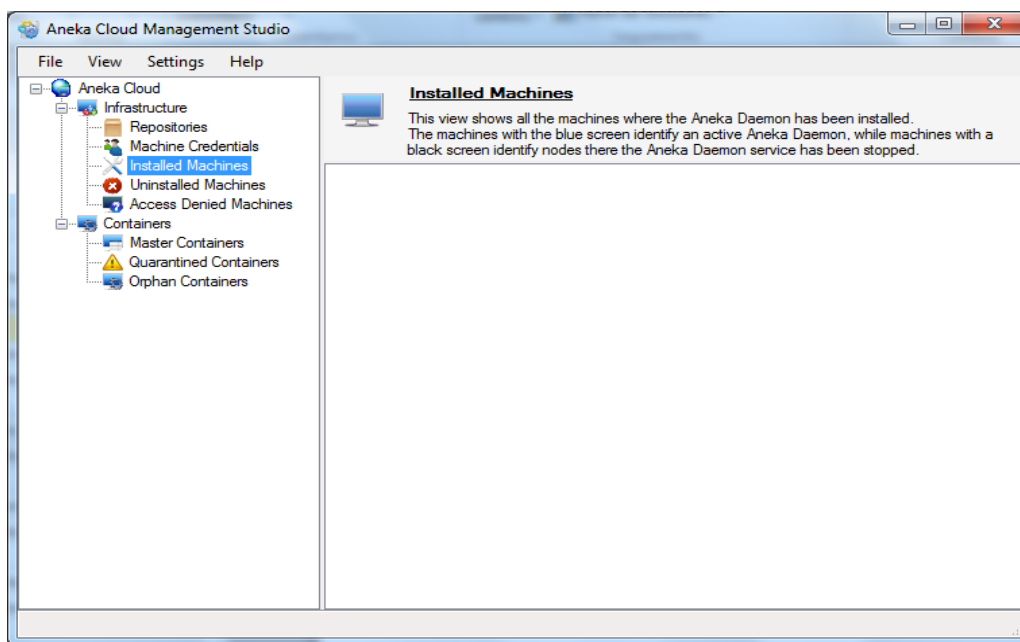 Aneka Cloud Management Studio
File View Settings Help
Aneka Cloud
Infrastructure
Repositories
Machine Credentials
Installed Machines
Uninstalled Machines
Access Denied Machines
Containers
Master Containers
Quarantined Containers
Orphan Containers
Installed Machines
This view shows all the machines where the Aneka Daemon has been installed.
The machines with the blue screen identify an active Aneka Daemon, while machines with a
black screen identify nodes there the Aneka Daemon service has been stopped.